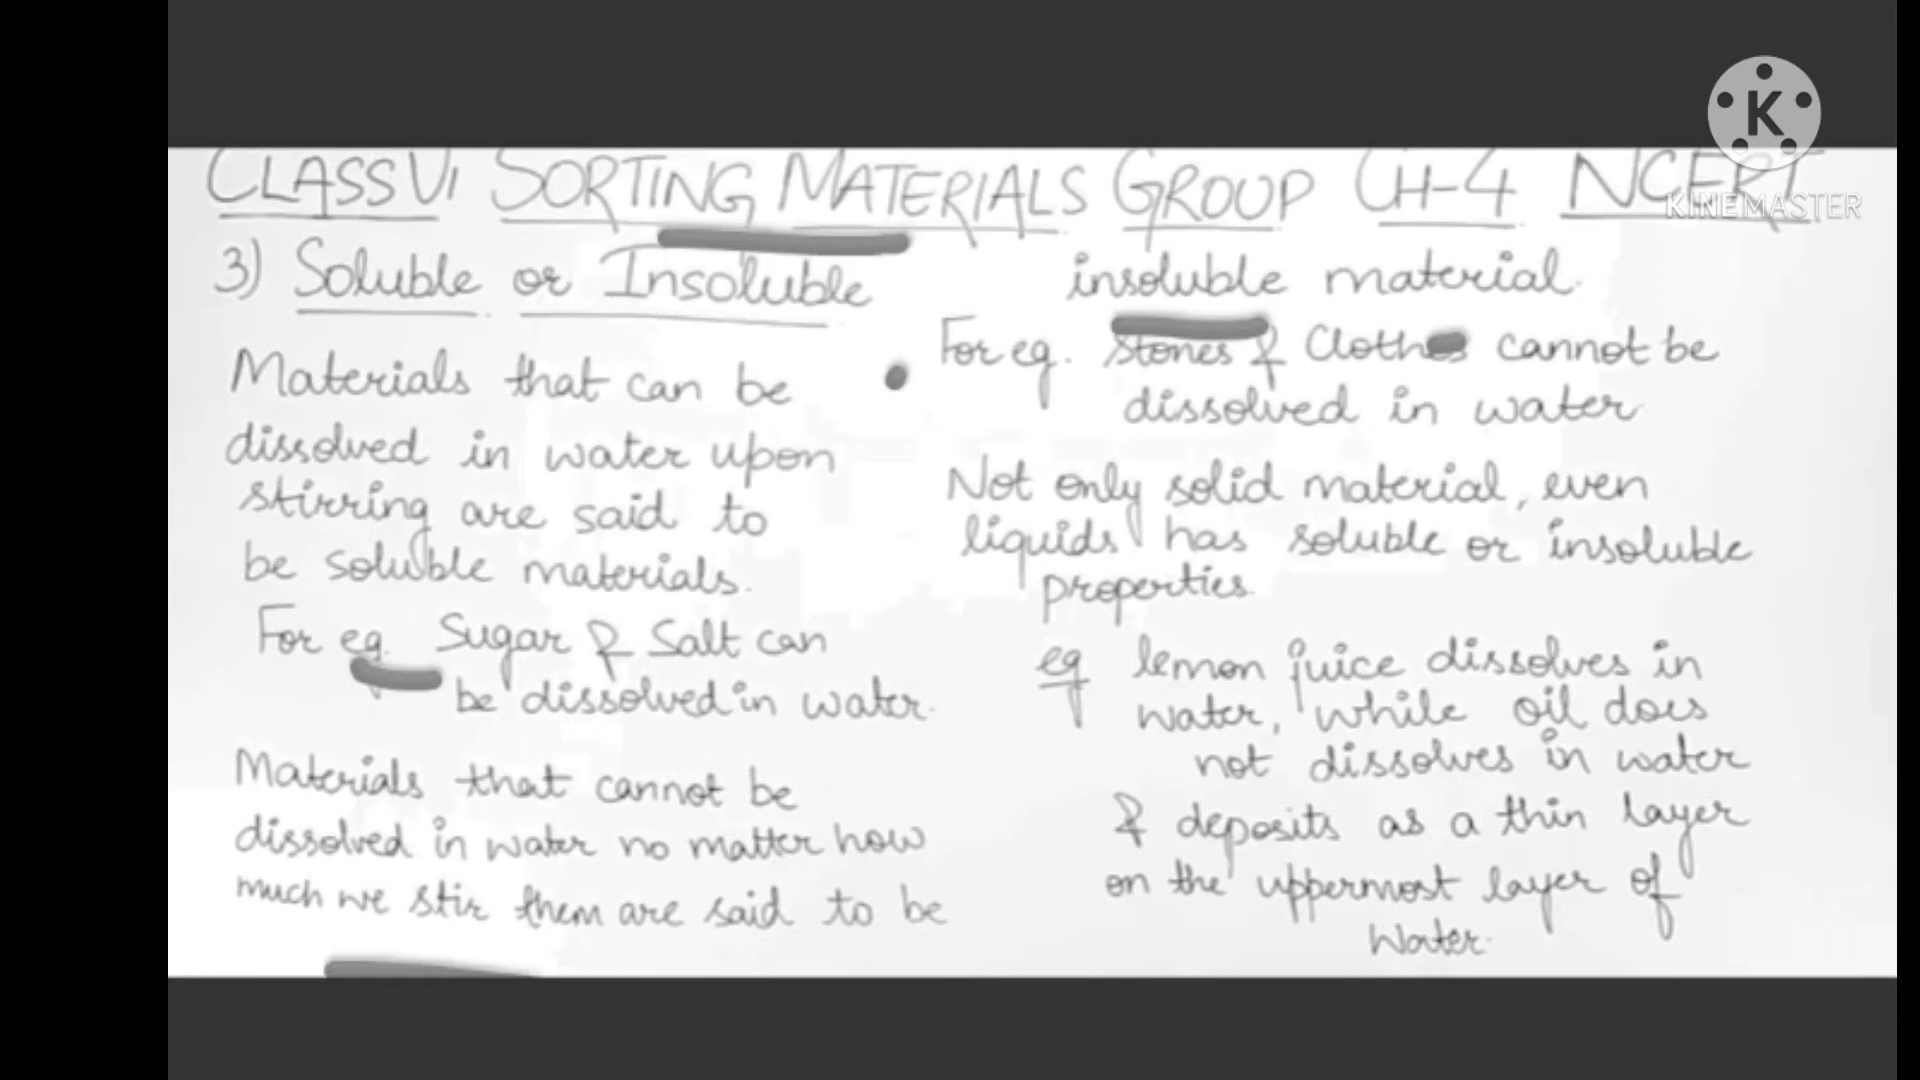 CLASS VI SORTING MATERIALS GROUP CH-4 NCERT
K
KINEMASTER
3) Soluble or Insoluble
Materials that can be
dissolved in water upon
stirring are said to
be soluble materials.
For eg. Sugar & Salt can
be dissolved in water.
Materials that cannot be
dissolved in water no matter how
much we stir them are said to be
insoluble material.
For eg. stones & Clothes cannot be
dissolved in water
Not only solid material, even
liquids has soluble or insoluble
properties.
eg lemon juice dissolves in
water, while oil does
not dissolves in water
& deposits as a thin layer
on the uppermost layer of
Water.